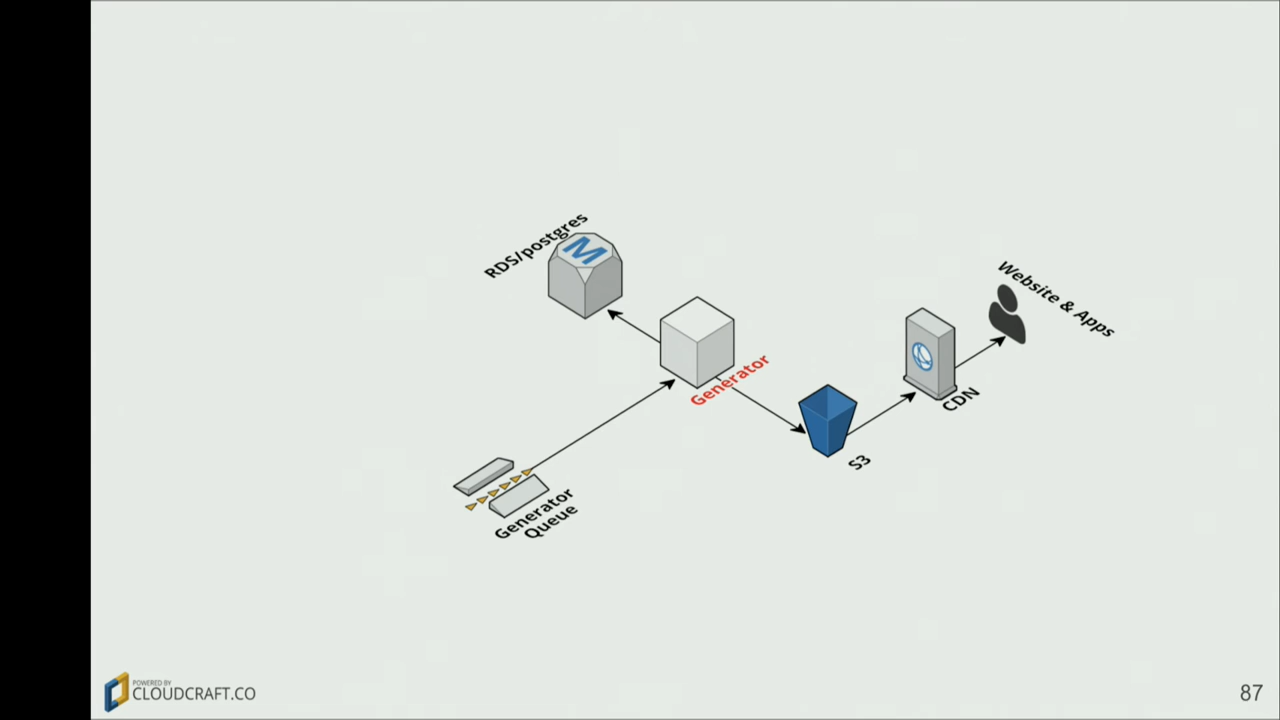 RDS/postgres
M
Website & Apps
Generator
CDN
S3
Generator
Queue
POWERED BY
CLOUDCRAFT.CO
87